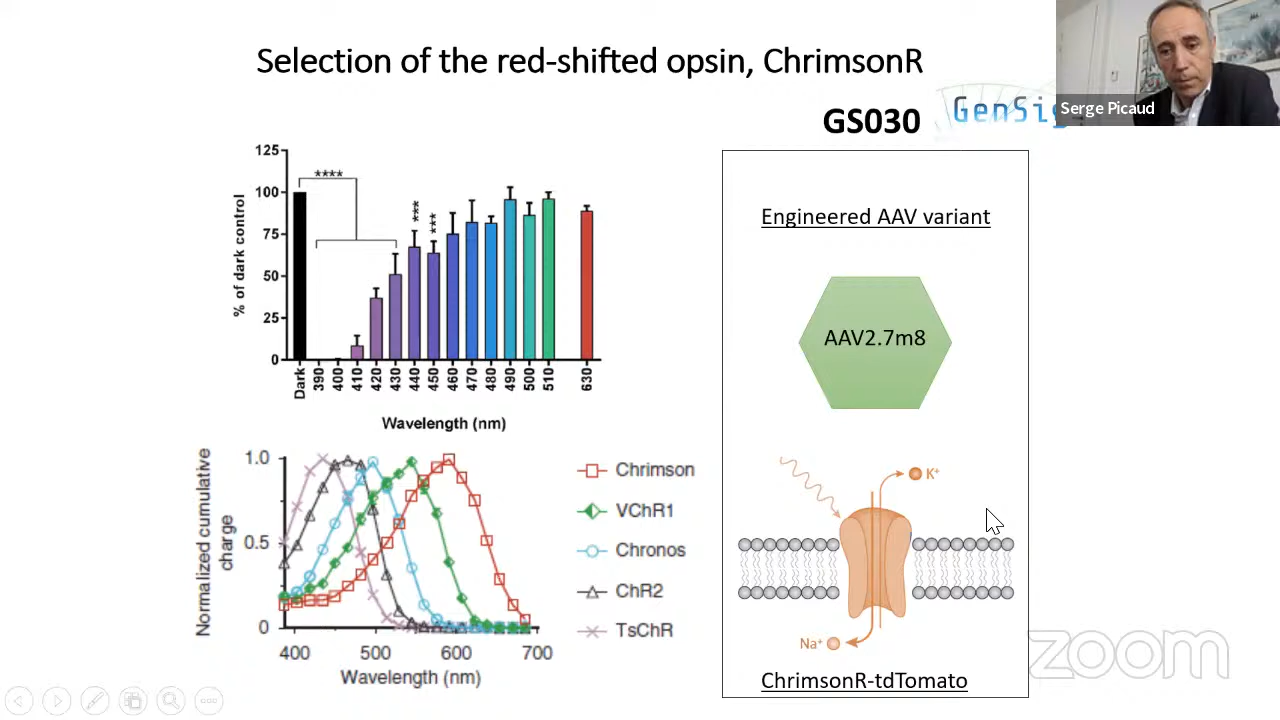 Selection of the red-shifted opsin, ChrimsonR
GS030
GenSig
Serge Picaud
125
100
75
50
25
0
% of dark control
****
***
***
Dark
390
400
410
420
430
440
450
460
470
480
490
500
510
630
Wavelength (nm)
1.0
0.5
0
Normalized cumulative
charge
400
500
600
700
Wavelength (nm)
Chrimson
VChR1
Chronos
ChR2
TsChR
Engineered AAV variant
AAV2.7m8
K⁺
Na⁺
ChrimsonR-tdTomato
zoom